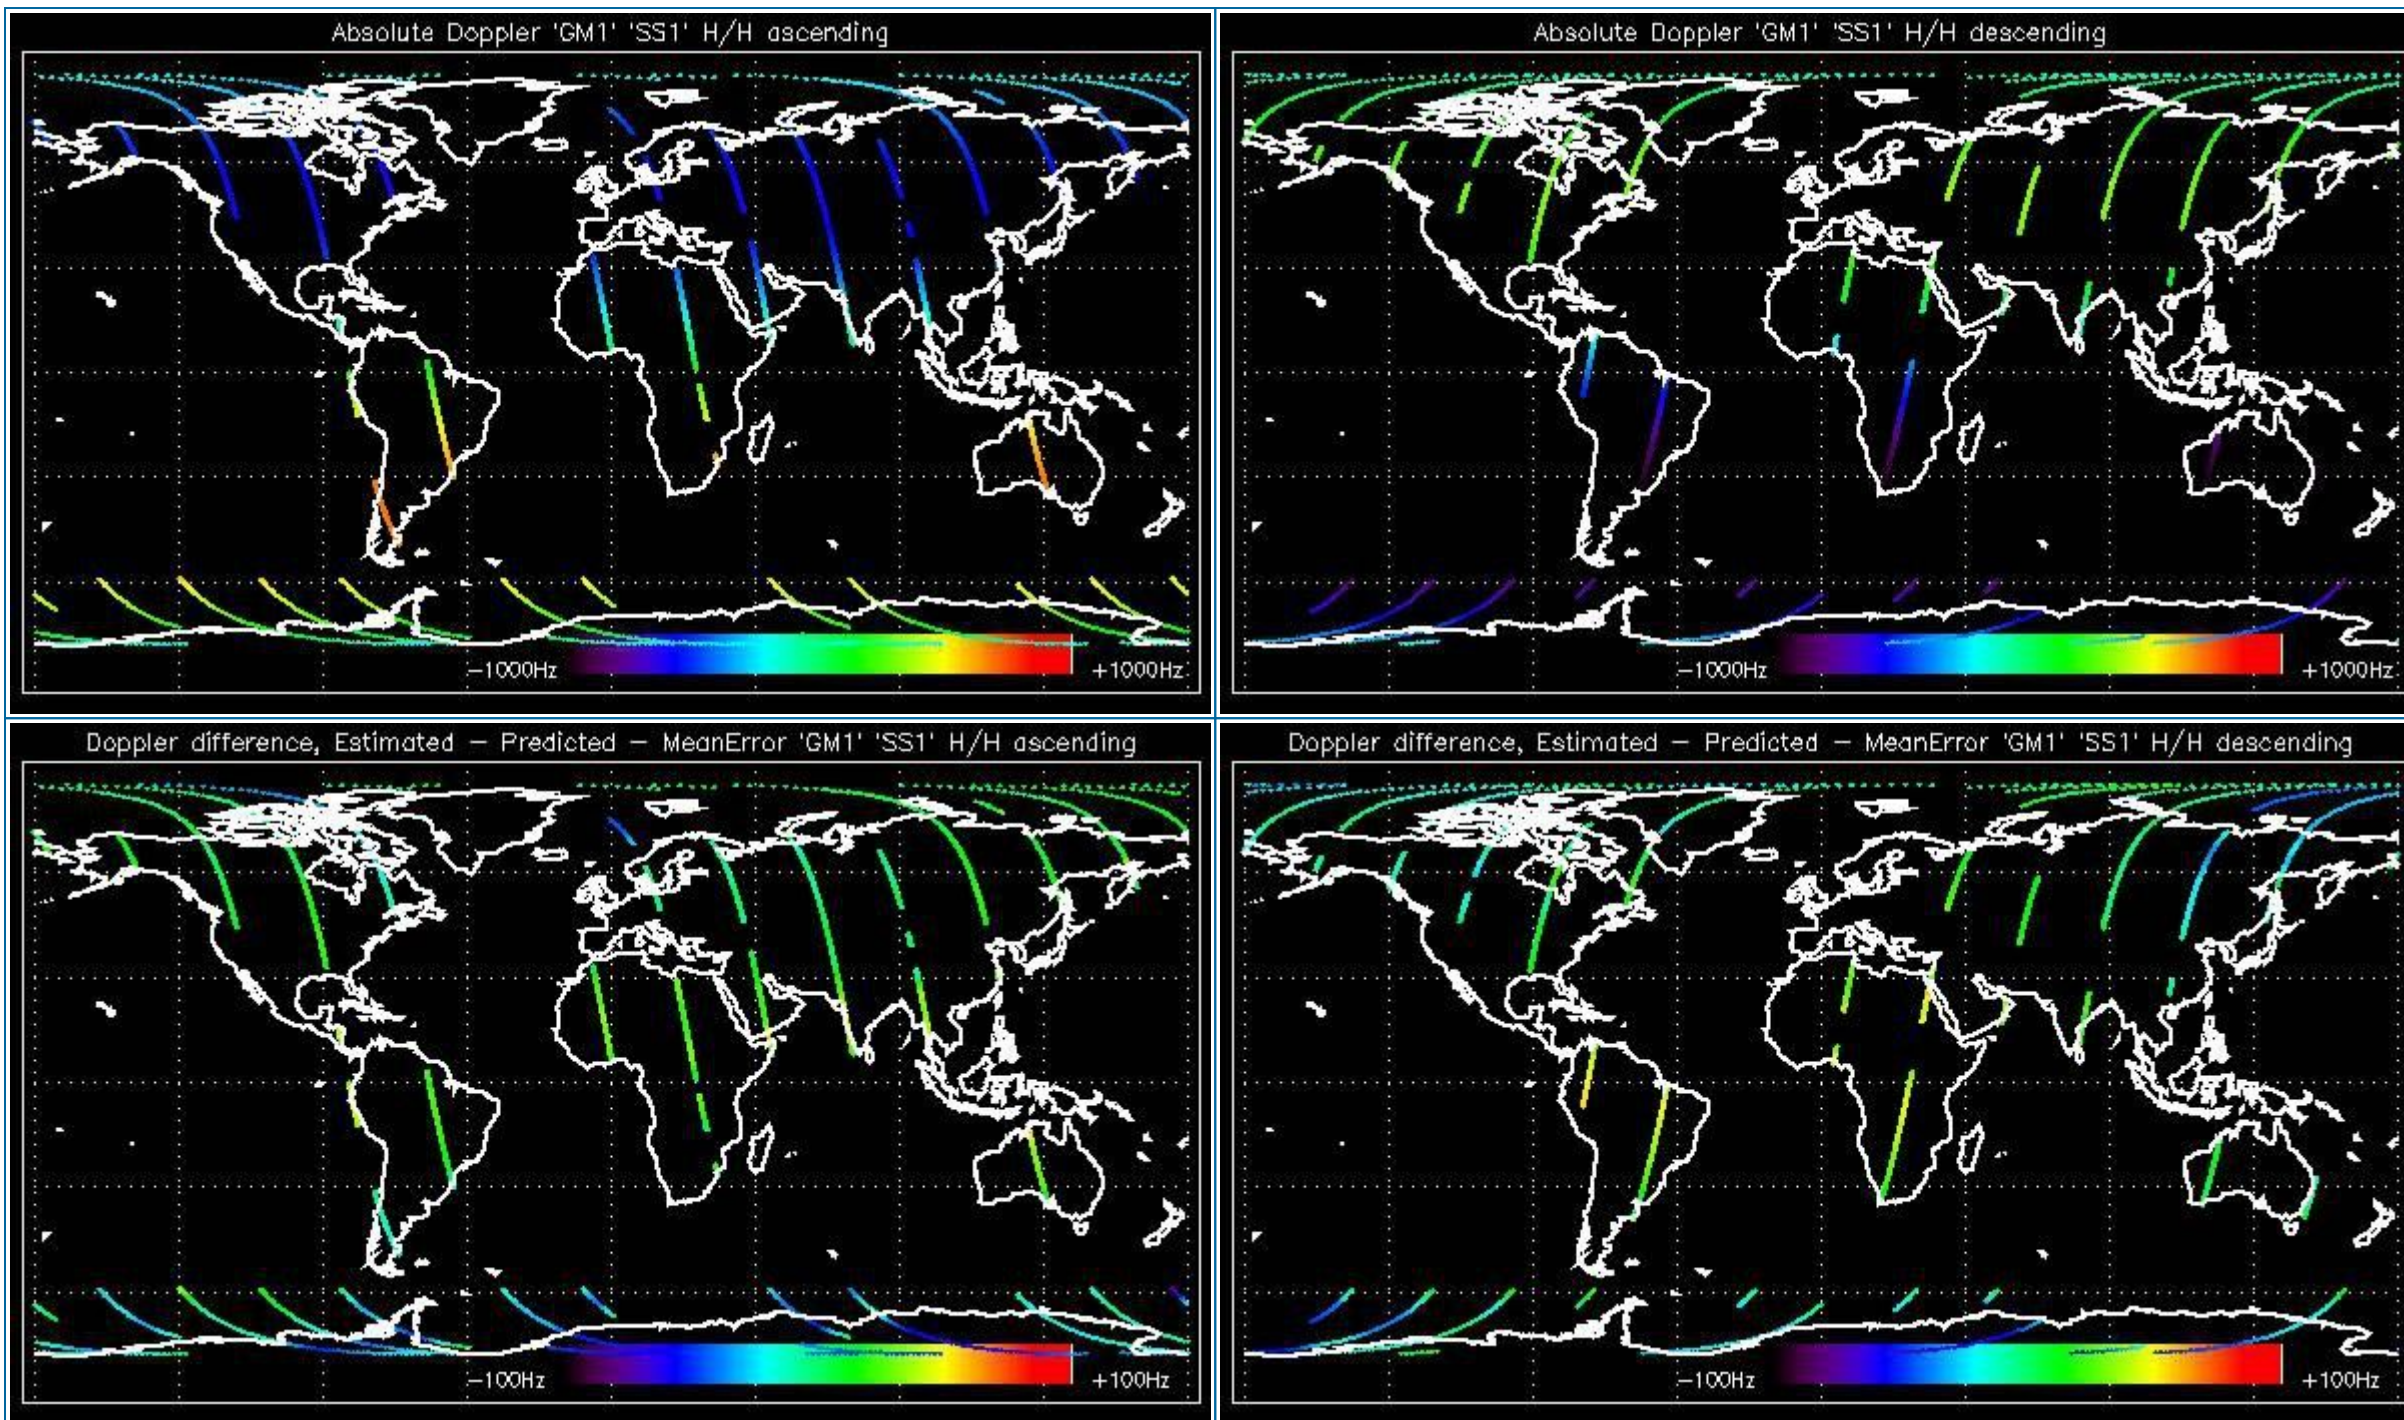 Absolute Doppler 'GM1' 'SS1' H/H ascending
-1000Hz
+1000Hz
Absolute Doppler 'GM1' 'SS1' H/H descending
-1000Hz
+1000Hz
Doppler difference, Estimated - Predicted - MeanError 'GM1' 'SS1' H/H ascending
-100Hz
+100Hz
Doppler difference, Estimated - Predicted - MeanError 'GM1' 'SS1' H/H descending
-100Hz
+100Hz